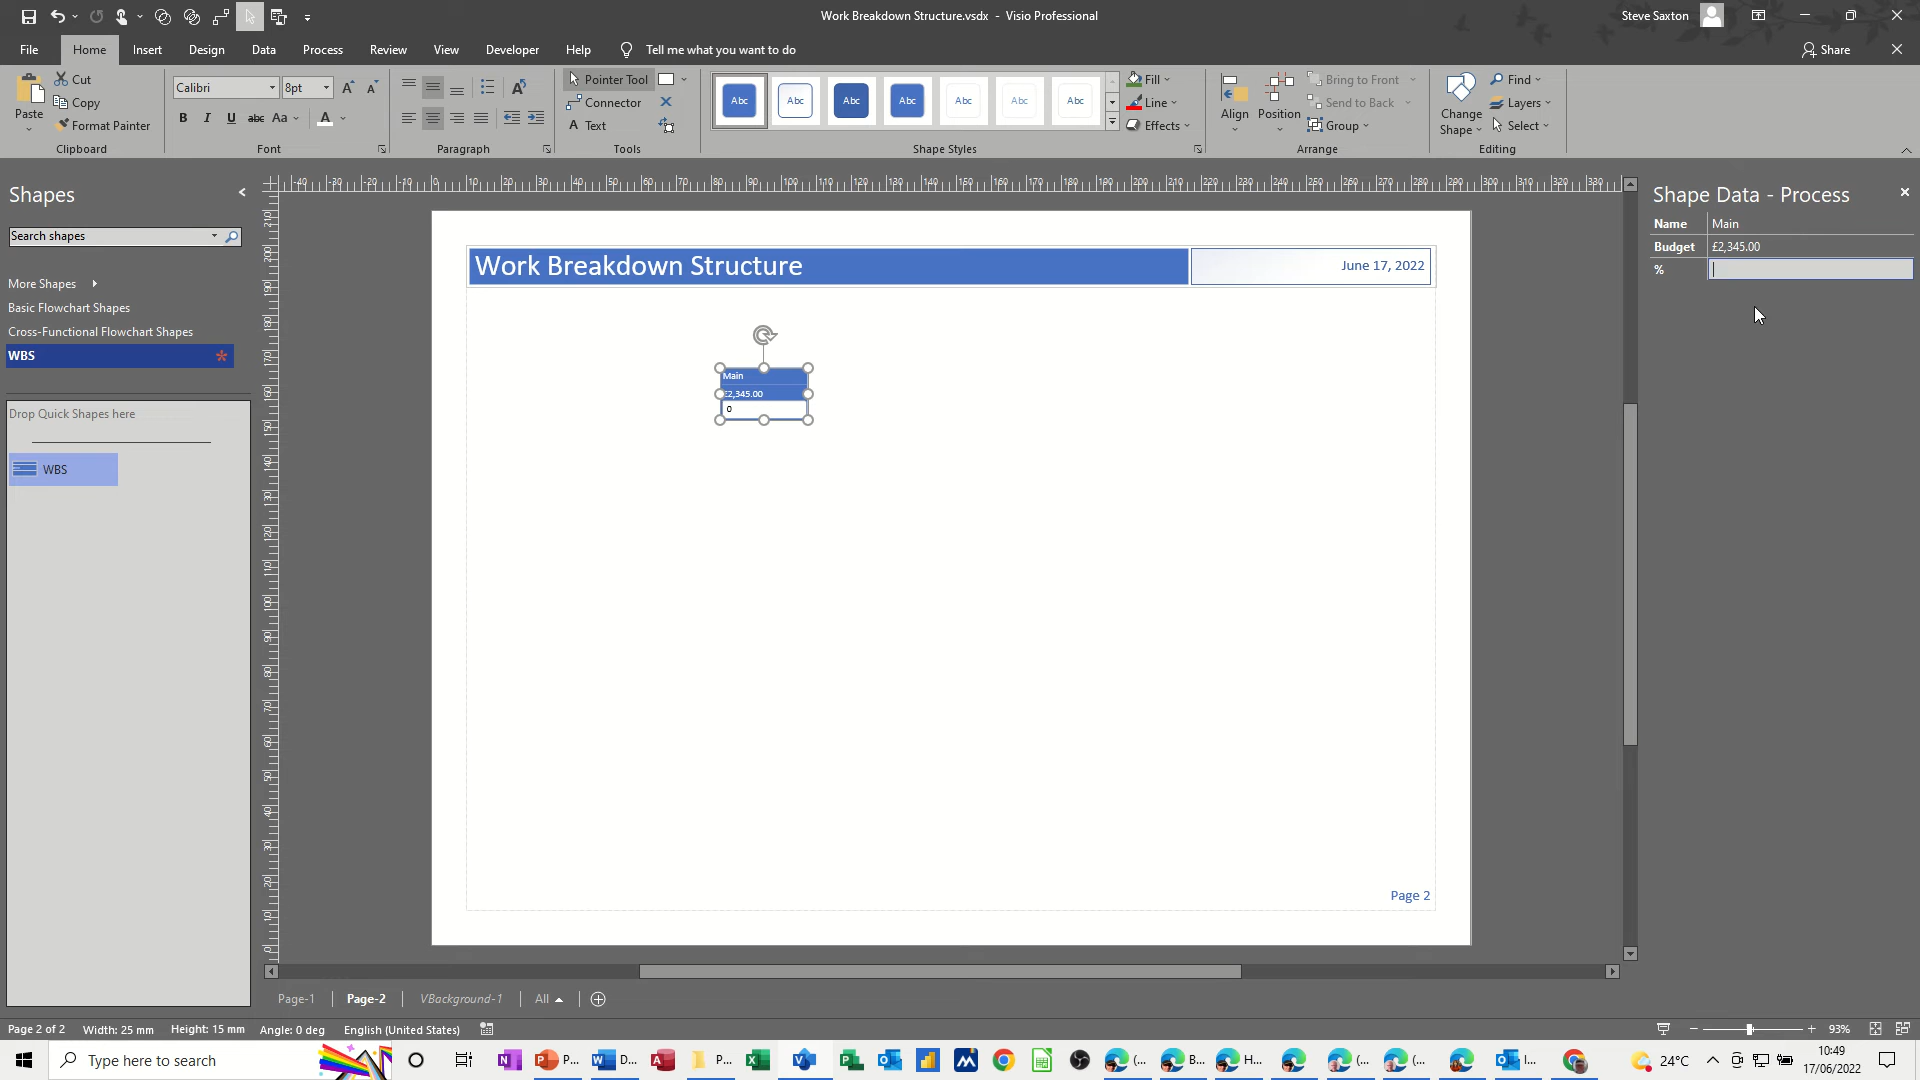 Work Breakdown Structure.vsdx - Visio Professional
Steve Saxton
File Home Insert Design Data Process Review View Developer Help Tell me what you want to do
Share
Paste
Cut
Copy
Format Painter
Clipboard
Calibri 8pt
B I U abc Aa A
Font
Paragraph
Pointer Tool
Connector
A Text
Tools
Abc Abc Abc Abc Abc Abc Abc
Shape Styles
Fill
Line
Effects
Align
Position
Bring to Front
Send to Back
Group
Arrange
Change
Shape
Find
Layers
Select
Editing
Shapes
Search shapes
More Shapes
Basic Flowchart Shapes
Cross-Functional Flowchart Shapes
WBS
Drop Quick Shapes here
WBS
Work Breakdown Structure
June 17, 2022
Main
£2,345.00
0
Page 2
Shape Data - Process
Name Main
Budget £2,345.00
%
Page-1 Page-2 VBackground-1 All
Page 2 of 2 Width: 25 mm Height: 15 mm Angle: 0 deg English (United States)
93%
Type here to search
P... D... P... (... B... H... (... (... I...
24°C
10:49
17/06/2022